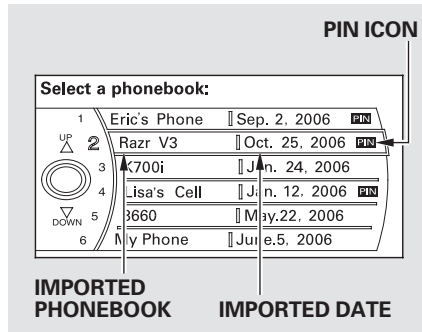 PIN ICON
Select a phonebook:
1 Eric's Phone Sep. 2, 2006 PIN
UP 2 Razr V3 Oct. 25, 2006 PIN
3 K700i Jan. 24, 2006
4 Lisa's Cell Jan. 12, 2006 PIN
DOWN 5 3660 May.22, 2006
6 My Phone June.5, 2006
IMPORTED PHONEBOOK
IMPORTED DATE